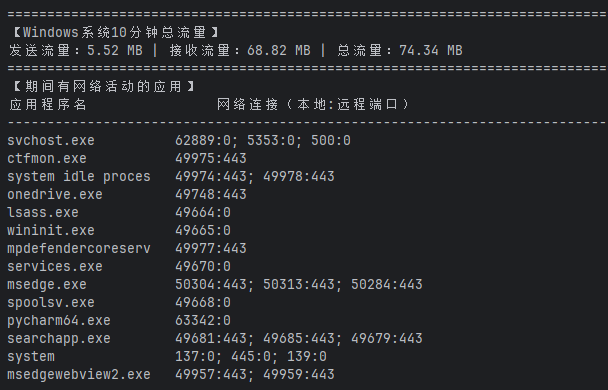 ================================================================================
【Windows系统10分钟总流量】
发送流量：5.52 MB | 接收流量：68.82 MB | 总流量：74.34 MB
================================================================================
【期间有网络活动的应用】
应用程序名 网络连接（本地:远程端口）
--------------------------------------------------------------------------------
svchost.exe 62889:0; 5353:0; 500:0
ctfmon.exe 49975:443
system idle proces 49974:443; 49978:443
onedrive.exe 49748:443
lsass.exe 49664:0
wininit.exe 49665:0
mpdefendercoreserv 49977:443
services.exe 49670:0
msedge.exe 50304:443; 50313:443; 50284:443
spoolsv.exe 49668:0
pycharm64.exe 63342:0
searchapp.exe 49681:443; 49685:443; 49679:443
system 137:0; 445:0; 139:0
msedgewebview2.exe 49957:443; 49959:443